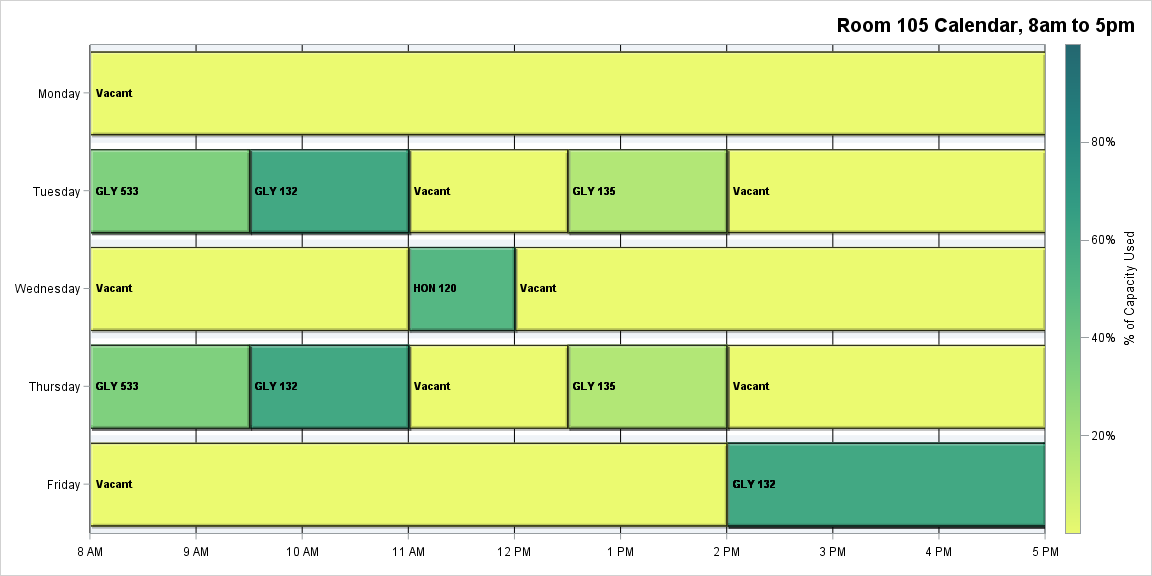 Room 105 Calendar, 8am to 5pm
Monday
Vacant
Tuesday
GLY 533
GLY 132
Vacant
GLY 135
Vacant
Wednesday
Vacant
HON 120
Vacant
Thursday
GLY 533
GLY 132
Vacant
GLY 135
Vacant
Friday
Vacant
GLY 132
8 AM
9 AM
10 AM
11 AM
12 PM
1 PM
2 PM
3 PM
4 PM
5 PM
80%
60%
40%
20%
% of Capacity Used